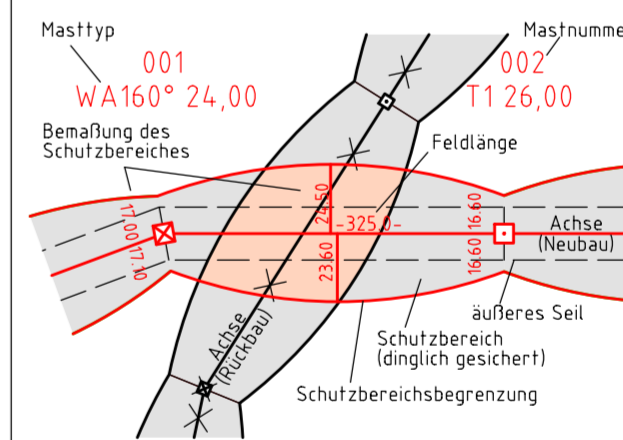 Masttyp
Mastnumme
001
WA160° 24,00
002
T1 26,00
Bemaßung des
Schutzbereiches
Feldlänge
17.00
17.10
24.50
23.60
-325.0-
16.60
16.60
Achse
(Neubau)
äußeres Seil
Achse
(Rückbau)
Schutzbereich
(dinglich gesichert)
Schutzbereichsbegrenzung